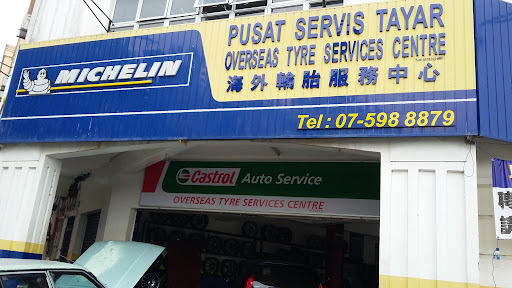 MICHELIN
PUSAT SERVIS TAYAR
OVERSEAS TYRE SERVICES CENTRE
海外輪胎服務中心
Tel : 07-598 8879
Castrol Auto Service
OVERSEAS TYRE SERVICES CENTRE
聘